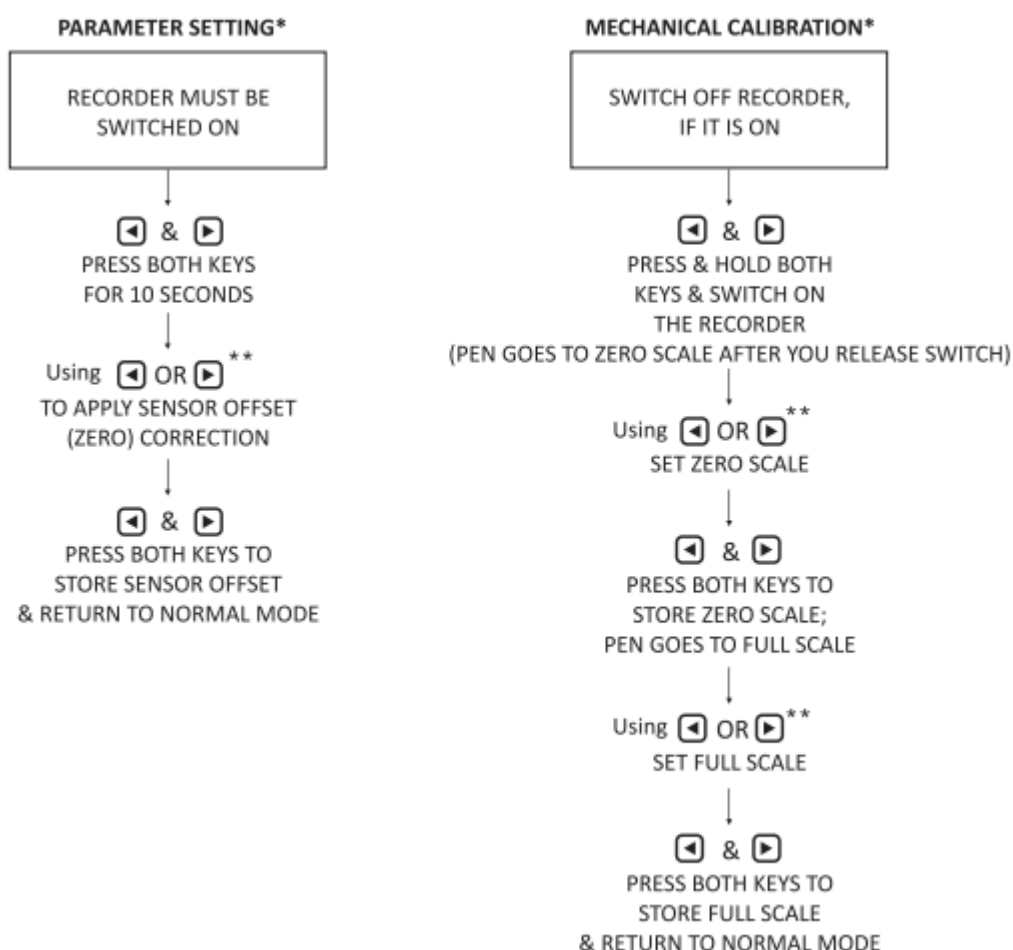 PARAMETER SETTING*
RECORDER MUST BE
SWITCHED ON
&
PRESS BOTH KEYS
FOR 10 SECONDS
Using OR **
TO APPLY SENSOR OFFSET
(ZERO) CORRECTION
&
PRESS BOTH KEYS TO
STORE SENSOR OFFSET
& RETURN TO NORMAL MODE
MECHANICAL CALIBRATION*
SWITCH OFF RECORDER,
IF IT IS ON
&
PRESS & HOLD BOTH
KEYS & SWITCH ON
THE RECORDER
(PEN GOES TO ZERO SCALE AFTER YOU RELEASE SWITCH)
Using OR **
SET ZERO SCALE
&
PRESS BOTH KEYS TO
STORE ZERO SCALE;
PEN GOES TO FULL SCALE
Using OR **
SET FULL SCALE
&
PRESS BOTH KEYS TO
STORE FULL SCALE
& RETURN TO NORMAL MODE